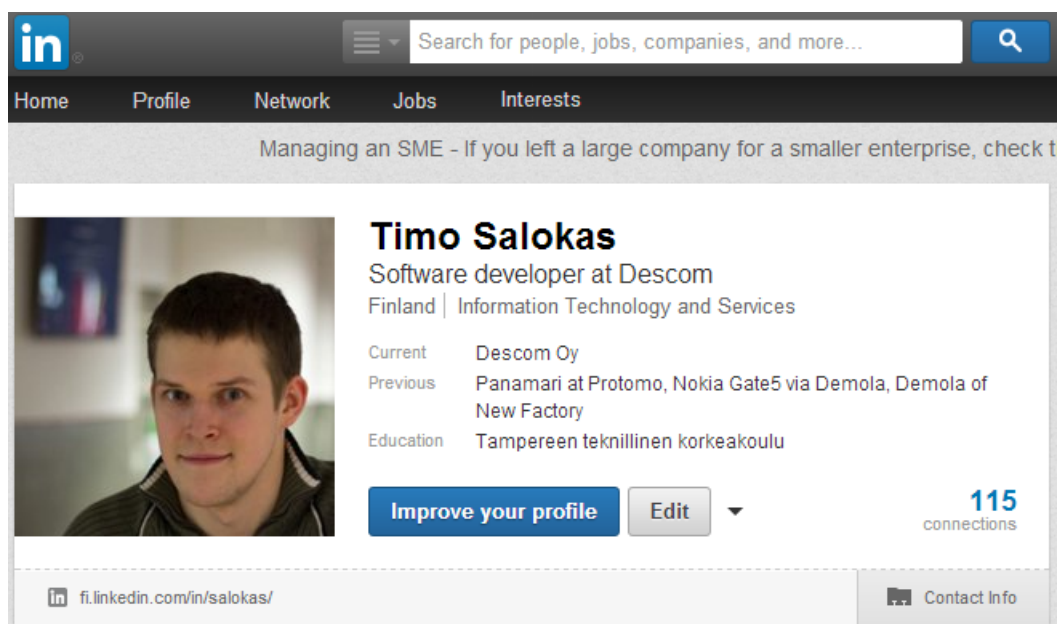 in ®
Search for people, jobs, companies, and more...
Home Profile Network Jobs Interests
Managing an SME - If you left a large company for a smaller enterprise, check t
Timo Salokas
Software developer at Descom
Finland | Information Technology and Services
Current Descom Oy
Previous Panamari at Protomo, Nokia Gate5 via Demola, Demola of
New Factory
Education Tampereen teknillinen korkeakoulu
Improve your profile Edit
115
connections
in fi.linkedin.com/in/salokas/ Contact Info